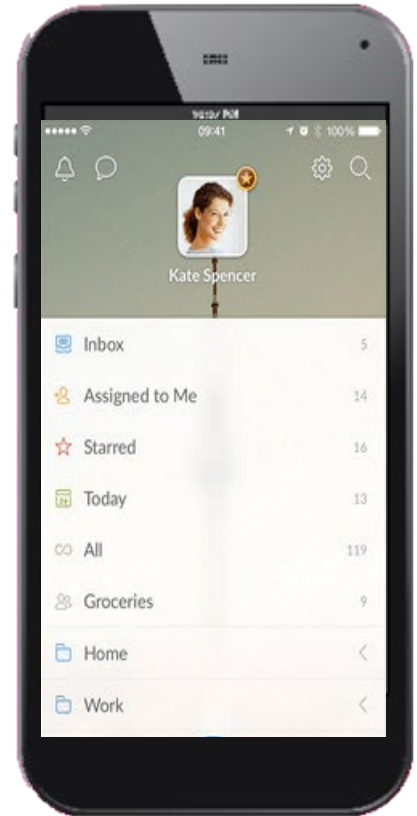 09:41
100%
Kate Spencer
Inbox 5
Assigned to Me 14
Starred 16
Today 13
All 119
Groceries 9
Home
Work